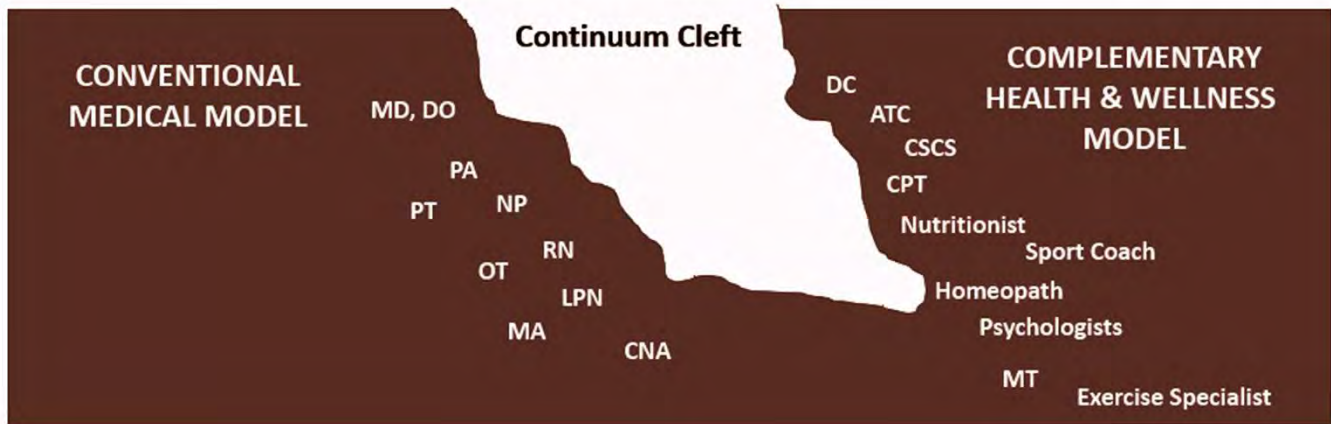 Continuum Cleft
CONVENTIONAL
MEDICAL MODEL
MD, DO
PA
PT
NP
RN
OT
LPN
MA
CNA
COMPLEMENTARY
HEALTH & WELLNESS
MODEL
DC
ATC
CSCS
CPT
Nutritionist
Sport Coach
Homeopath
Psychologists
MT
Exercise Specialist